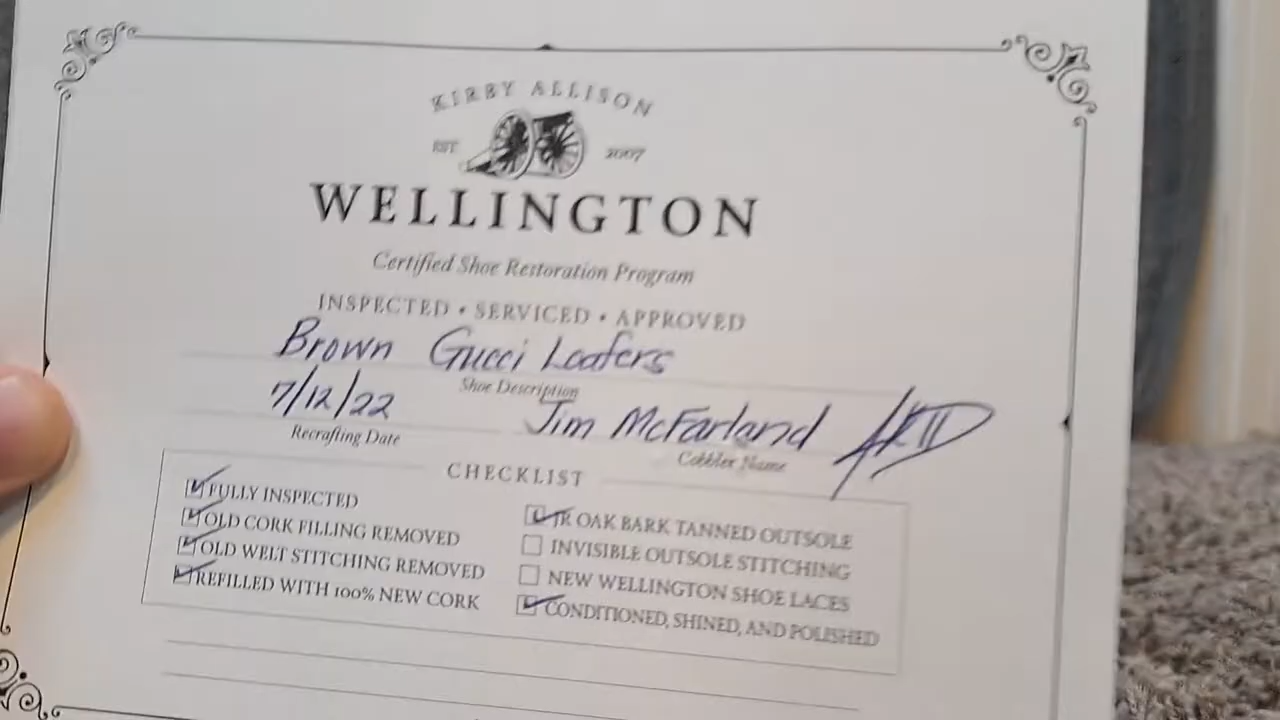 KIRBY ALLISON
EST 2007
WELLINGTON
Certified Shoe Restoration Program
INSPECTED • SERVICED • APPROVED
Brown Gucci Loafers
Shoe Description
7/12/22 Jim McFarland
Recrafting Date Cobbler Name
CHECKLIST
FULLY INSPECTED
OLD CORK FILLING REMOVED
OLD WELT STITCHING REMOVED
REFILLED WITH 100% NEW CORK
JR OAK BARK TANNED OUTSOLE
INVISIBLE OUTSOLE STITCHING
NEW WELLINGTON SHOE LACES
CONDITIONED, SHINED, AND POLISHED